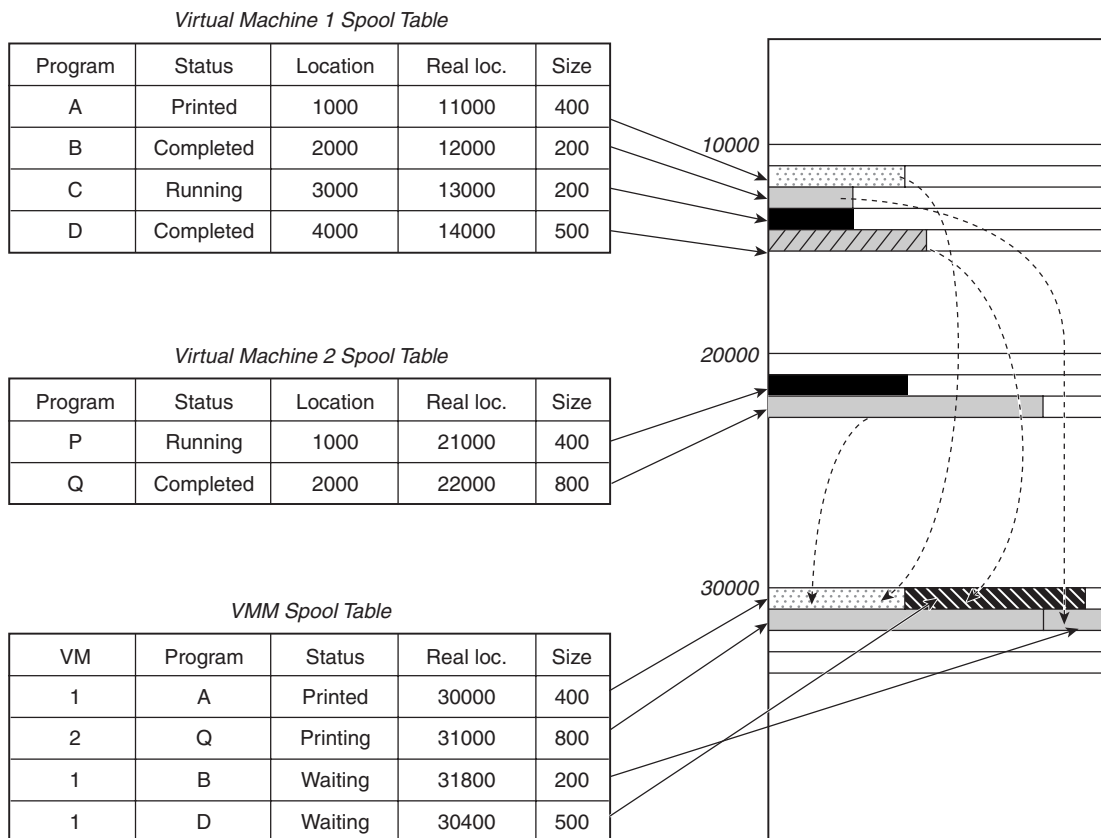 Virtual Machine 1 Spool Table
Program Status Location Real loc. Size
A Printed 1000 11000 400
B Completed 2000 12000 200
C Running 3000 13000 200
D Completed 4000 14000 500
10000
Virtual Machine 2 Spool Table
Program Status Location Real loc. Size
P Running 1000 21000 400
Q Completed 2000 22000 800
20000
VMM Spool Table
VM Program Status Real loc. Size
1 A Printed 30000 400
2 Q Printing 31000 800
1 B Waiting 31800 200
1 D Waiting 30400 500
30000